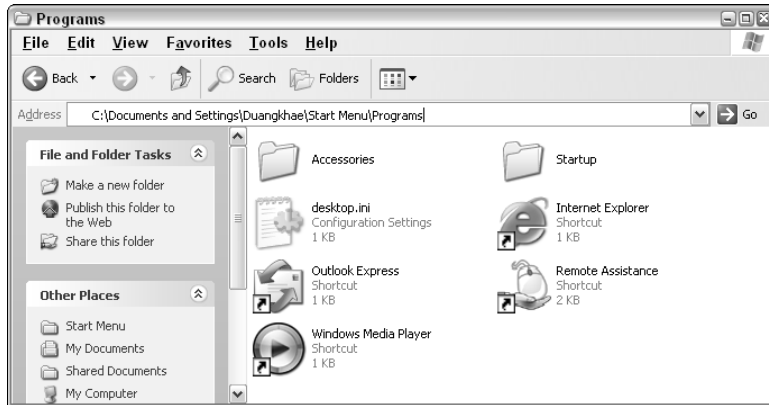 Programs
File Edit View Favorites Tools Help
Back Search Folders
Address C:\Documents and Settings\Duangkhae\Start Menu\Programs Go
File and Folder Tasks
Make a new folder
Publish this folder to
the Web
Share this folder
Other Places
Start Menu
My Documents
Shared Documents
My Computer
Accessories
Startup
desktop.ini
Configuration Settings
1 KB
Internet Explorer
Shortcut
1 KB
Outlook Express
Shortcut
1 KB
Remote Assistance
Shortcut
2 KB
Windows Media Player
Shortcut
1 KB